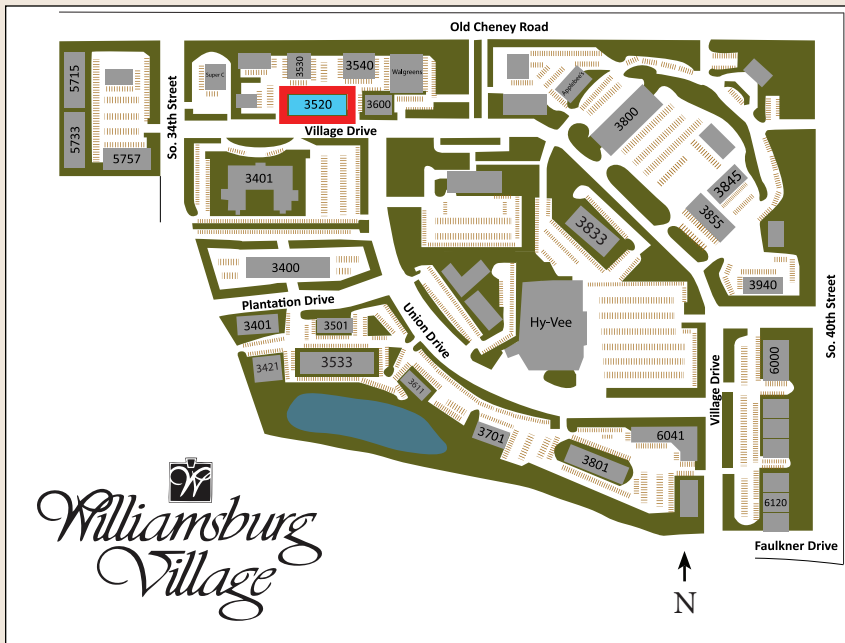 Old Cheney Road
5715
5733
5757
So. 34th Street
Super C
3530
3540
Walgreens
3520
3600
Village Drive
Applebee's
3800
3845
3855
3833
3940
So. 40th Street
3401
3400
Plantation Drive
3401
3501
3421
3533
3611
Union Drive
Hy-Vee
3701
3801
6041
Village Drive
6000
6120
Faulkner Drive
N
W
Williamsburg
Village